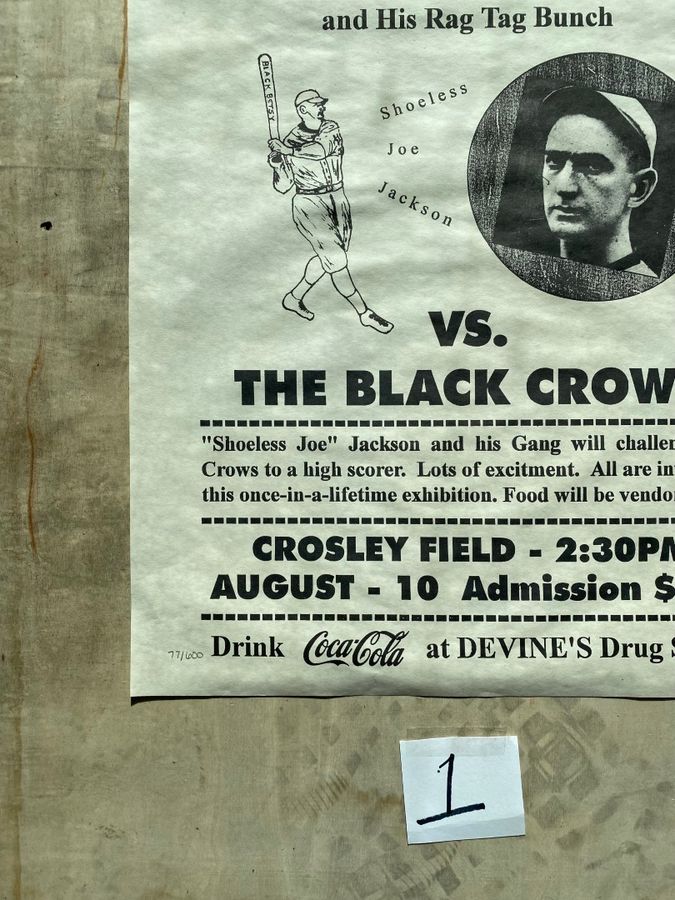 and His Rag Tag Bunch
BLACK BETSY
Shoeless
Joe
Jackson
VS.
THE BLACK CROW
"Shoeless Joe" Jackson and his Gang will challen
Crows to a high scorer. Lots of excitment. All are in
this once-in-a-lifetime exhibition. Food will be vendo
CROSLEY FIELD - 2:30PM
AUGUST - 10 Admission $
77/600 Drink Coca-Cola at DEVINE'S Drug S
1